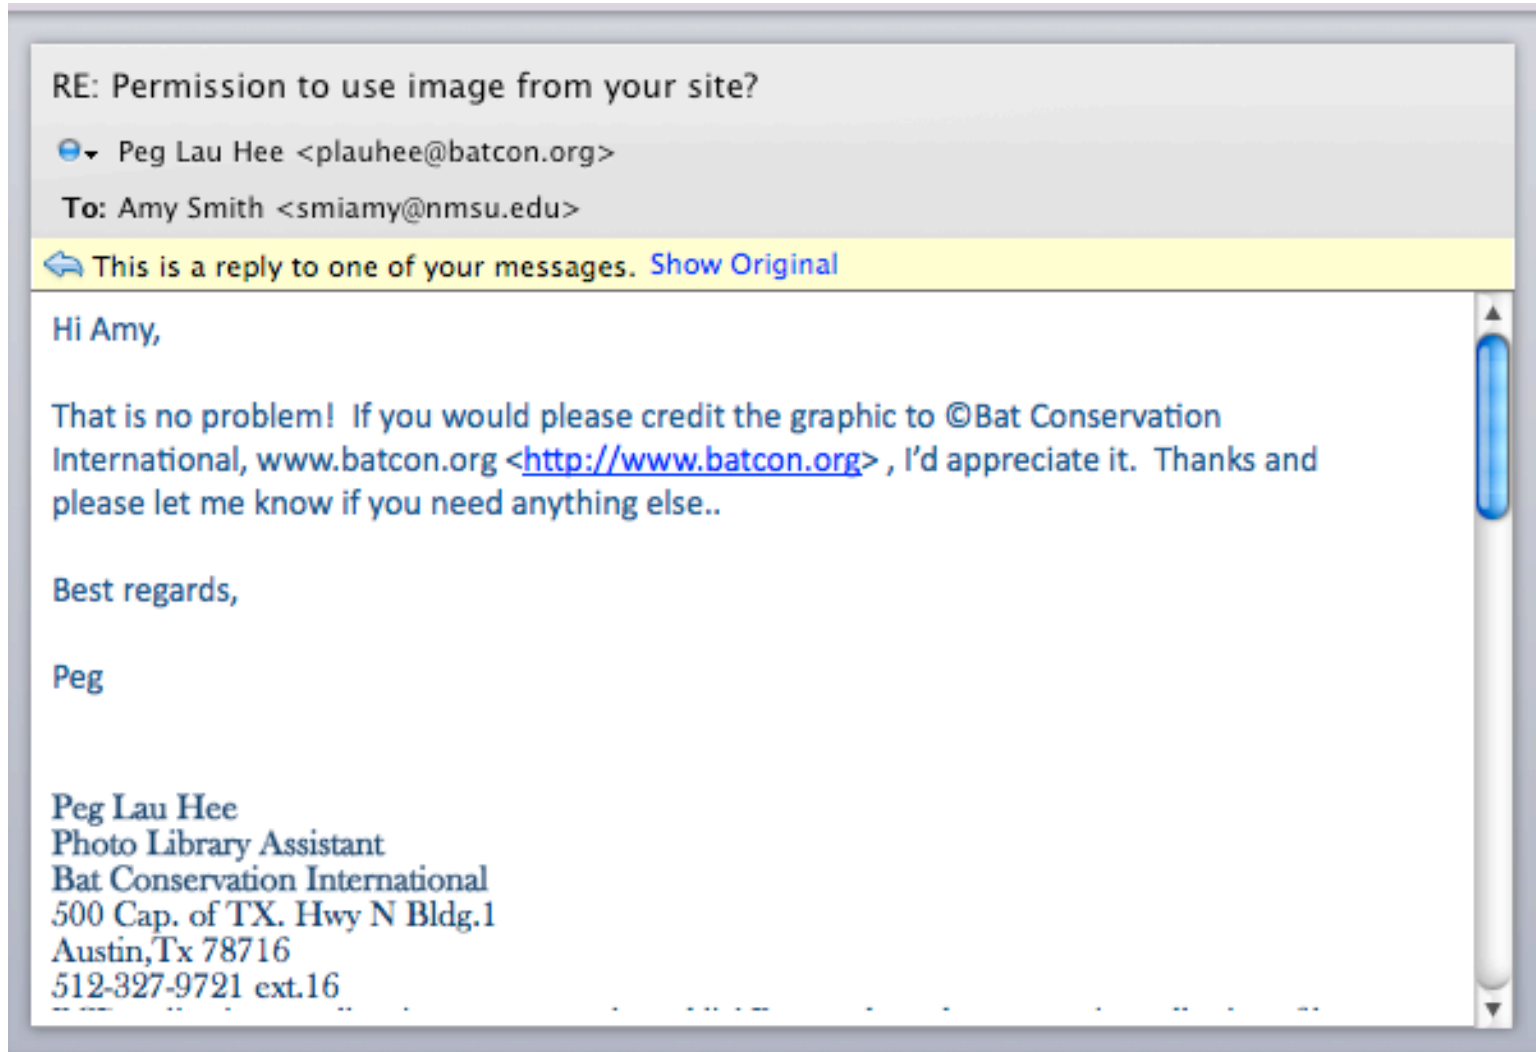 RE: Permission to use image from your site?
Peg Lau Hee <plauhee@batcon.org>
To: Amy Smith <smiamy@nmsu.edu>
This is a reply to one of your messages. Show Original
Hi Amy,
That is no problem!  If you would please credit the graphic to ©Bat Conservation
International, www.batcon.org <http://www.batcon.org> , I'd appreciate it.  Thanks and
please let me know if you need anything else..
Best regards,
Peg
Peg Lau Hee
Photo Library Assistant
Bat Conservation International
500 Cap. of TX. Hwy N Bldg.1
Austin,Tx 78716
512-327-9721 ext.16